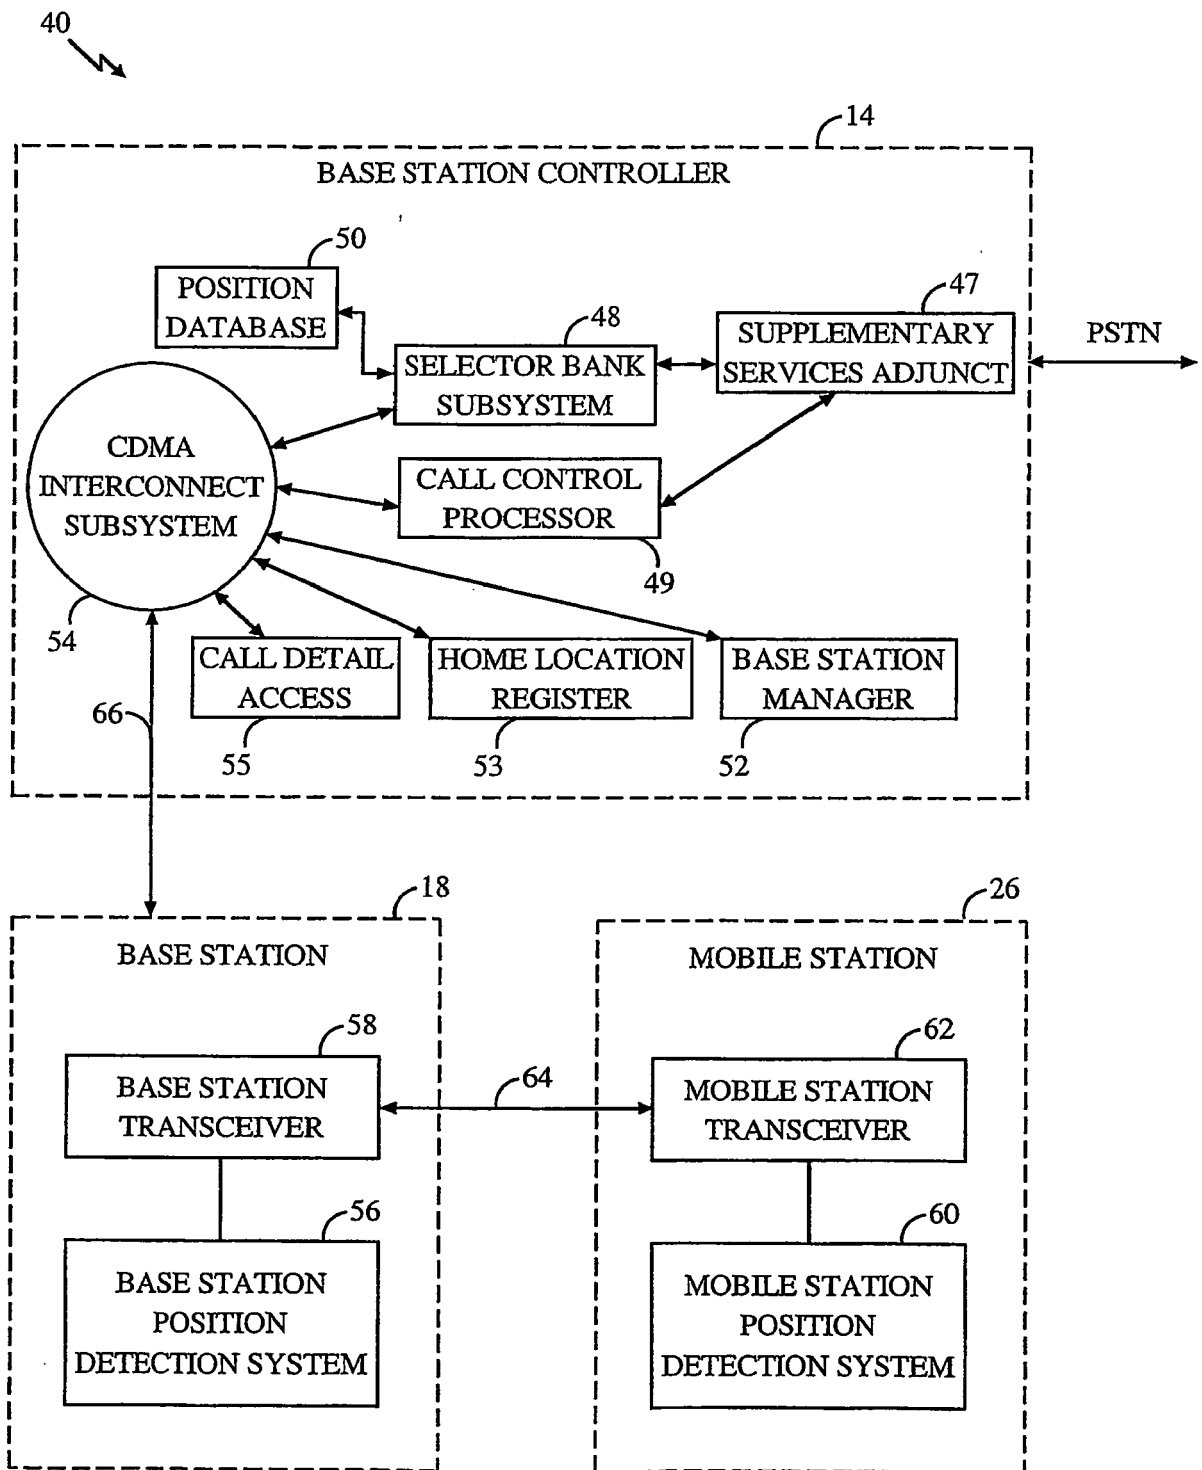 40
14
BASE STATION CONTROLLER
50
POSITION
DATABASE
48
SELECTOR BANK
SUBSYSTEM
47
SUPPLEMENTARY
SERVICES ADJUNCT
PSTN
CDMA
INTERCONNECT
SUBSYSTEM
54
CALL CONTROL
PROCESSOR
49
CALL DETAIL
ACCESS
55
HOME LOCATION
REGISTER
53
BASE STATION
MANAGER
52
66
18
BASE STATION
58
BASE STATION
TRANSCEIVER
56
BASE STATION
POSITION
DETECTION SYSTEM
64
26
MOBILE STATION
62
MOBILE STATION
TRANSCEIVER
60
MOBILE STATION
POSITION
DETECTION SYSTEM